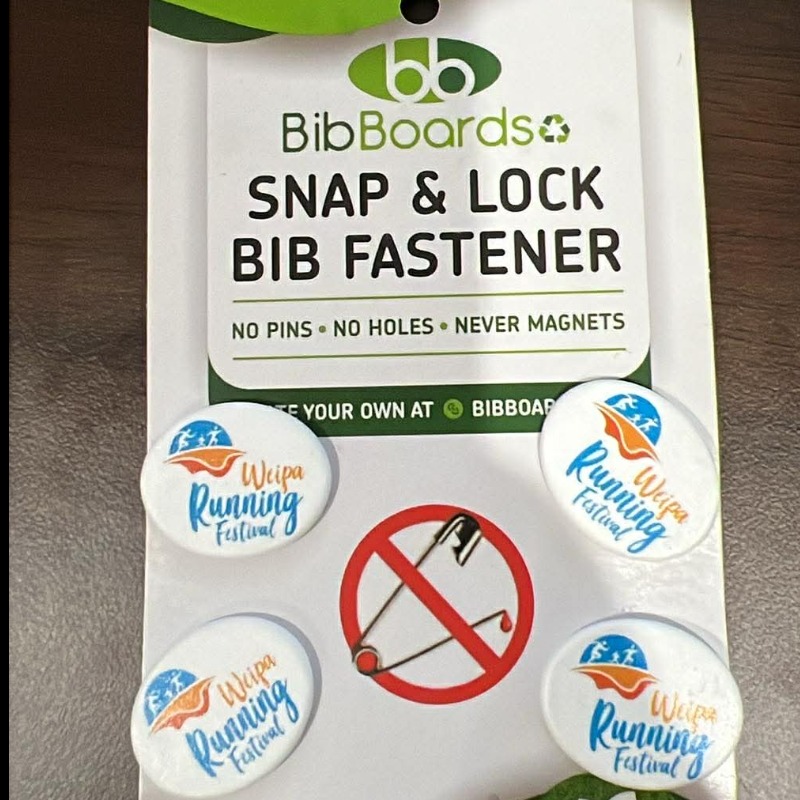 bb
BibBoards
SNAP & LOCK
BIB FASTENER
NO PINS • NO HOLES • NEVER MAGNETS
YOUR OWN AT BIBBOAR
Weipa
Running
Festival
Weipa
Running
Festival
Weipa
Running
Festival
Weipa
Running
Festival